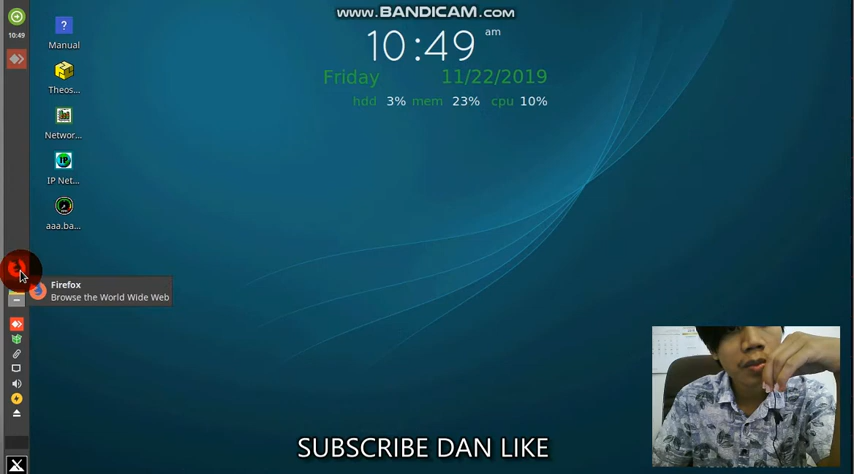 WWW.BANDICAM.com
10:49 am
Friday 11/22/2019
hdd 3% mem 23% cpu 10%
10:49
Manual
Theos...
Networ...
IP
IP Net...
aaa.ba...
Firefox
Browse the World Wide Web
SUBSCRIBE DAN LIKE